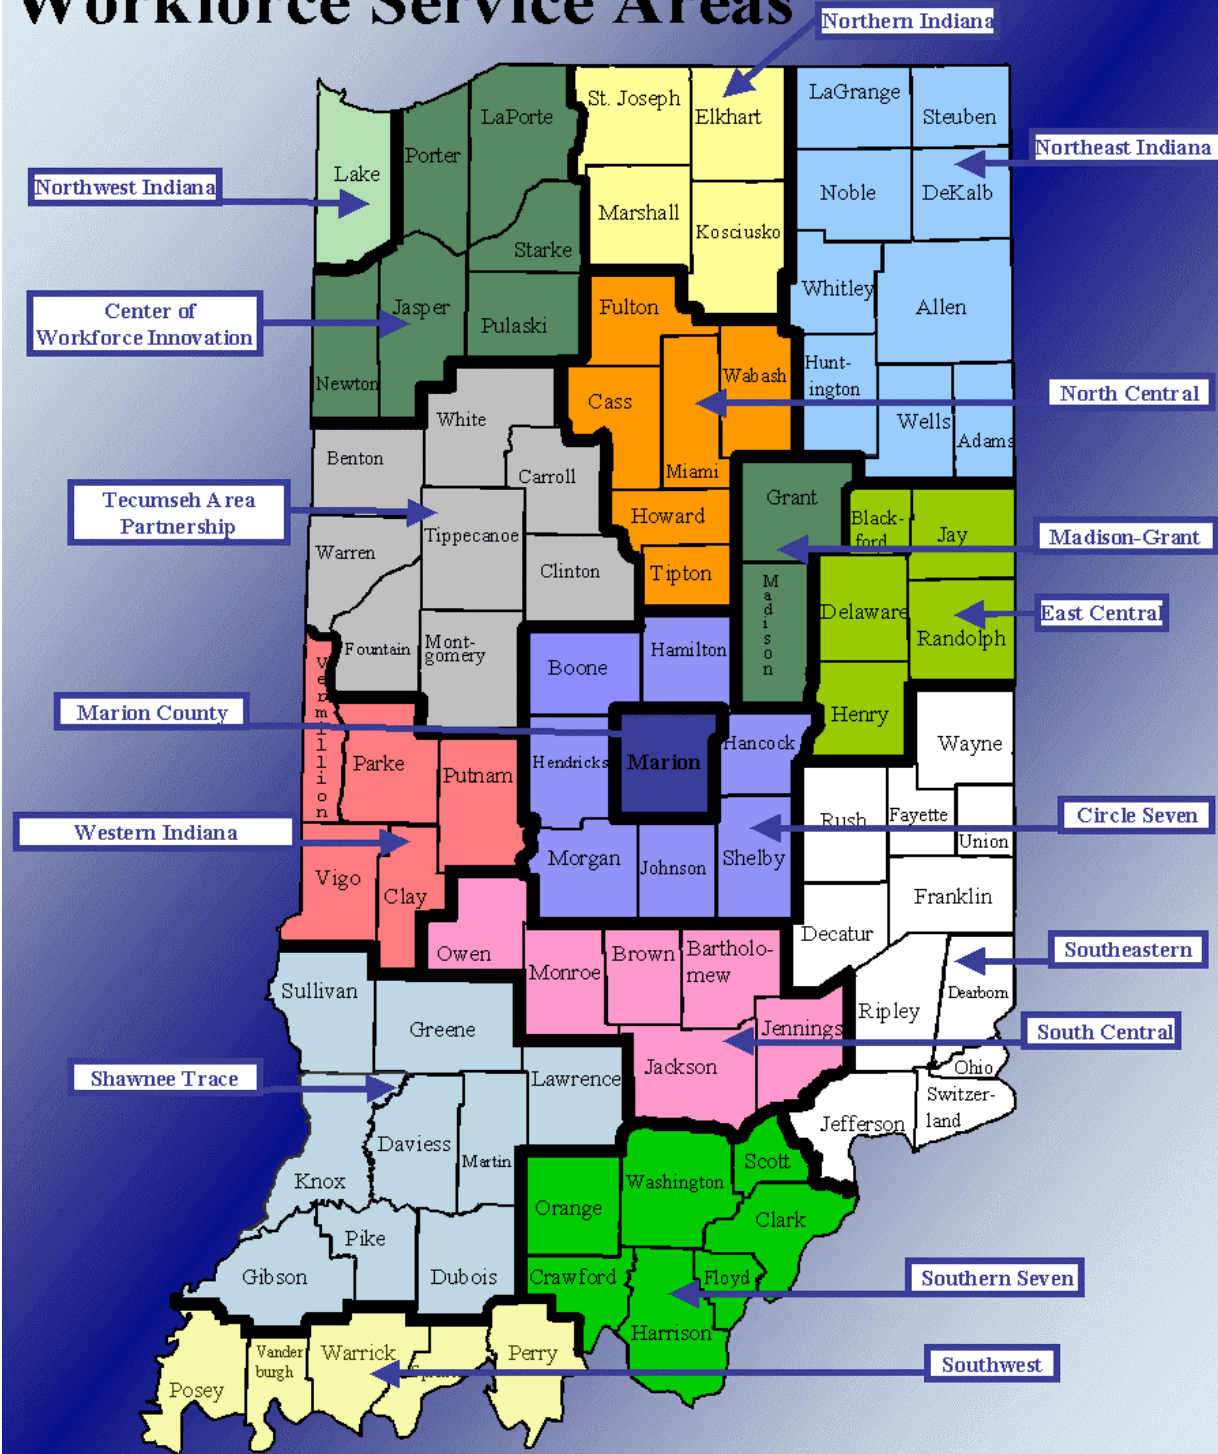 Workforce Service Areas
Northern Indiana
St. Joseph
Elkhart
LaGrange
Steuben
LaPorte
Porter
Northeast Indiana
Lake
Northwest Indiana
Noble
DeKalb
Marshall
Kosciusko
Starke
Whitley
Allen
Center of
Workforce Innovation
Jasper
Pulaski
Fulton
Newton
Wabash
Hunt-
ington
North Central
Cass
White
Wells
Adams
Benton
Miami
Carroll
Tecumseh Area
Partnership
Grant
Howard
Black-
ford
Jay
Madison-Grant
Tippecanoe
Warren
Clinton
Tipton
Madison
Delaware
East Central
Randolph
Fountain
Mont-
gomery
Boone
Hamilton
Vermillion
Marion County
Henry
Hancock
Wayne
Parke
Putnam
Hendricks
Marion
Western Indiana
Rush
Fayette
Circle Seven
Union
Morgan
Johnson
Shelby
Vigo
Clay
Franklin
Decatur
Owen
Monroe
Brown
Bartholo-
mew
Southeastern
Sullivan
Greene
Dearborn
Ripley
Jennings
South Central
Jackson
Ohio
Shawnee Trace
Lawrence
Switzer-
land
Jefferson
Daviess
Martin
Scott
Knox
Washington
Orange
Clark
Pike
Gibson
Dubois
Crawford
Floyd
Southern Seven
Harrison
Vander
burgh
Warrick
Perry
Southwest
Posey